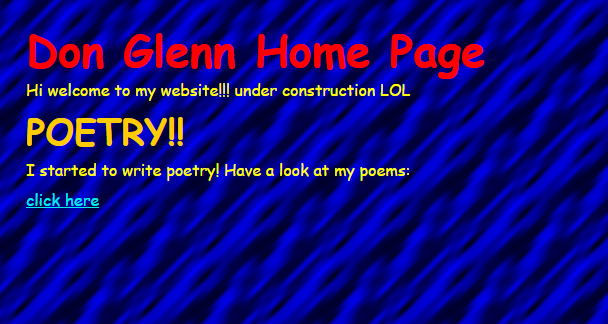 Don Glenn Home Page
Hi welcome to my website!!! under construction LOL
POETRY!!
I started to write poetry! Have a look at my poems:
click here